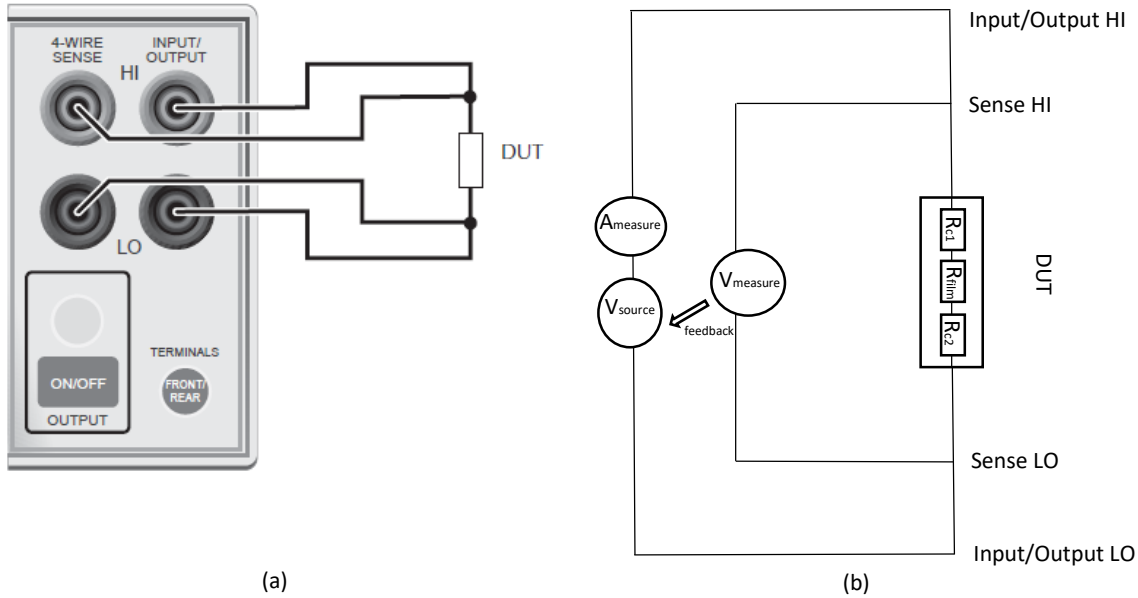 4-WIRE
SENSE
INPUT/
OUTPUT
HI
LO
DUT
TERMINALS
ON/OFF
FRONT/
REAR
OUTPUT
(a)
Input/Output HI
Sense HI
Ameasure
Vsource
Vmeasure
feedback
Rc1
Rfilm
Rc2
DUT
Sense LO
Input/Output LO
(b)